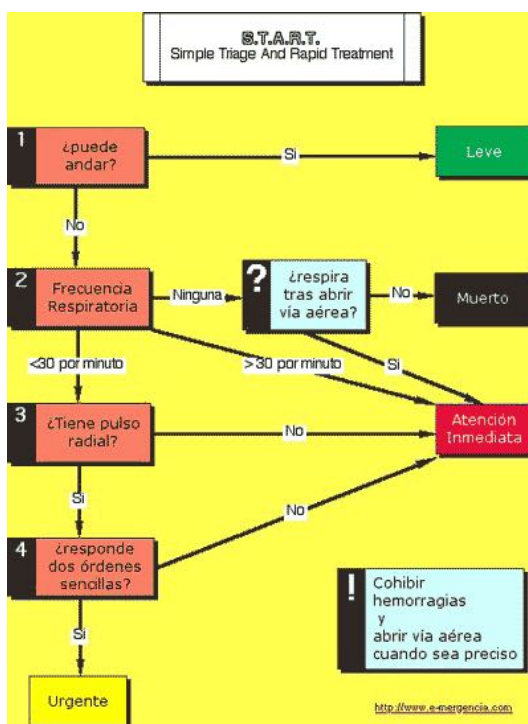 S.T.A.R.T.
Simple Triage And Rapid Treatment
1
¿puede
andar?
Si
Leve
No
2
Frecuencia
Respiratoria
Ninguna
?
¿respira
tras abrir
vía aérea?
No
Muerto
<30 por minuto
> 30 por minuto
Si
3
¿Tiene pulso
radial?
No
Atención
Inmediata
Si
No
4
¿responde
dos órdenes
sencillas?
Si
Urgente
!
Cohibir
hemorragias
y
abrir vía aérea
cuando sea preciso
http://www.e-mergencia.com